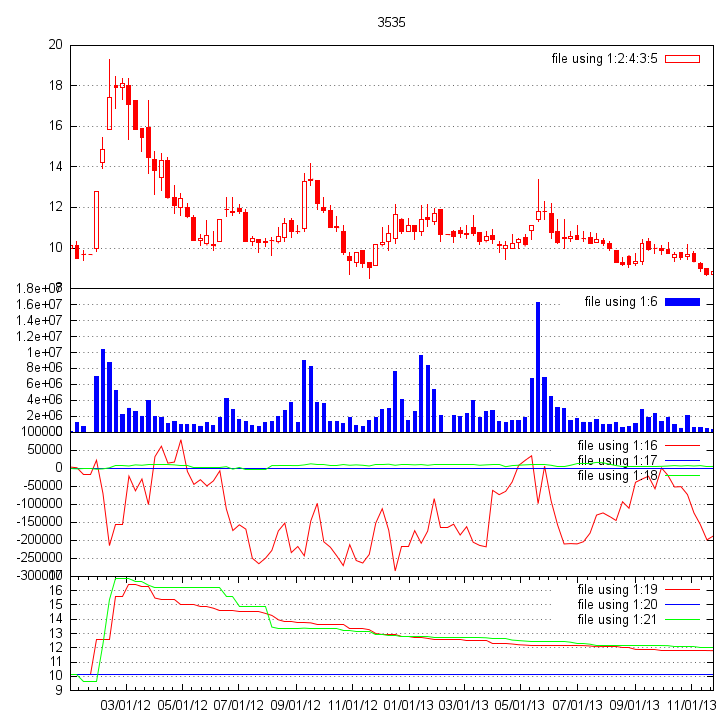 3535
20
file using 1:2:4:3:5
18
16
14
12
10
8
1.8e+07
file using 1:6
1.6e+07
1.4e+07
1.2e+07
1e+07
8e+06
6e+06
4e+06
2e+06
100000
file using 1:16
50000
file using 1:17
0
file using 1:18
-50000
-100000
-150000
-200000
-250000
-300000
17
file using 1:19
16
file using 1:20
15
file using 1:21
14
13
12
11
10
9
03/01/12 05/01/12 07/01/12 09/01/12 11/01/12 01/01/13 03/01/13 05/01/13 07/01/13 09/01/13 11/01/13